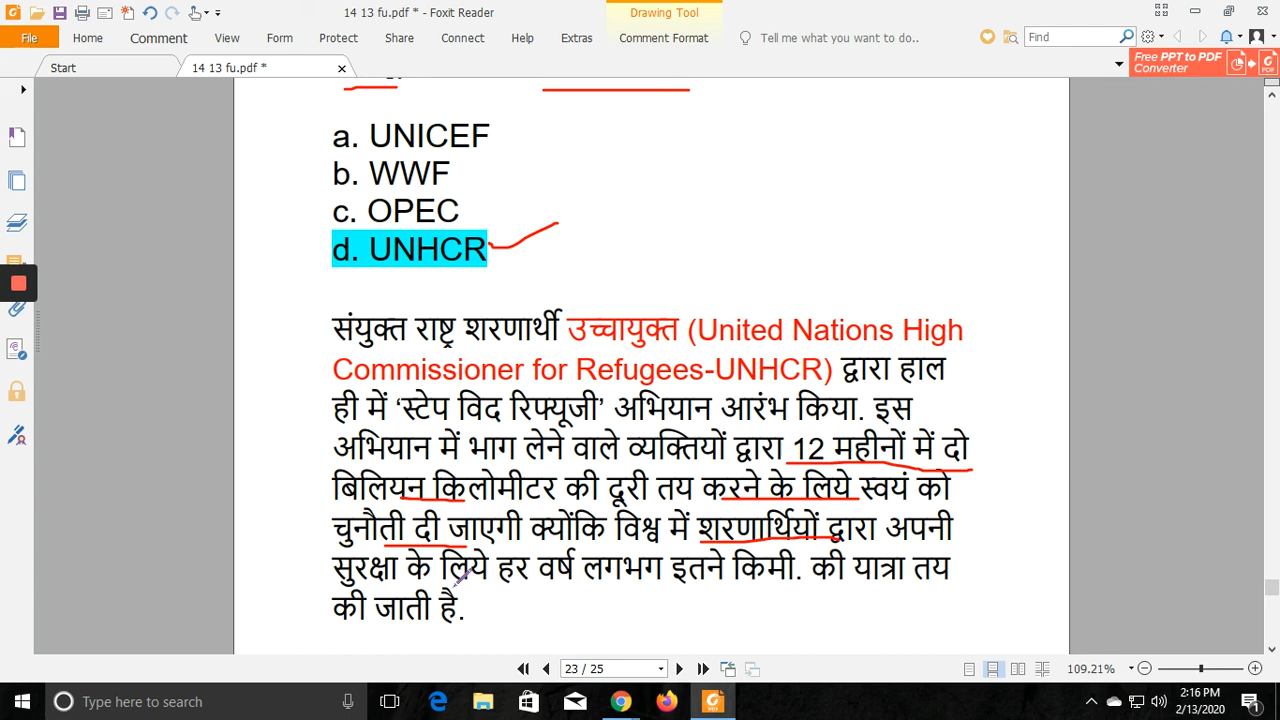 14 13 fu.pdf * - Foxit Reader
Drawing Tool
File Home Comment View Form Protect Share Connect Help Extras Comment Format Tell me what you want to do.. Find
Start 14 13 fu.pdf *
Free PPT to PDF
Converter
a. UNICEF
b. WWF
c. OPEC
d. UNHCR
संयुक्त राष्ट्र शरणार्थी उच्चायुक्त (United Nations High
Commissioner for Refugees-UNHCR) द्वारा हाल
ही में ‘स्टेप विद रिफ्यूजी’ अभियान आरंभ किया. इस
अभियान में भाग लेने वाले व्यक्तियों द्वारा 12 महीनों में दो
बिलियन किलोमीटर की दूरी तय करने के लिये स्वयं को
चुनौती दी जाएगी क्योंकि विश्व में शरणार्थियों द्वारा अपनी
सुरक्षा के लिये हर वर्ष लगभग इतने किमी. की यात्रा तय
की जाती है.
23 / 25
109.21%
Type here to search
2:16 PM
2/13/2020